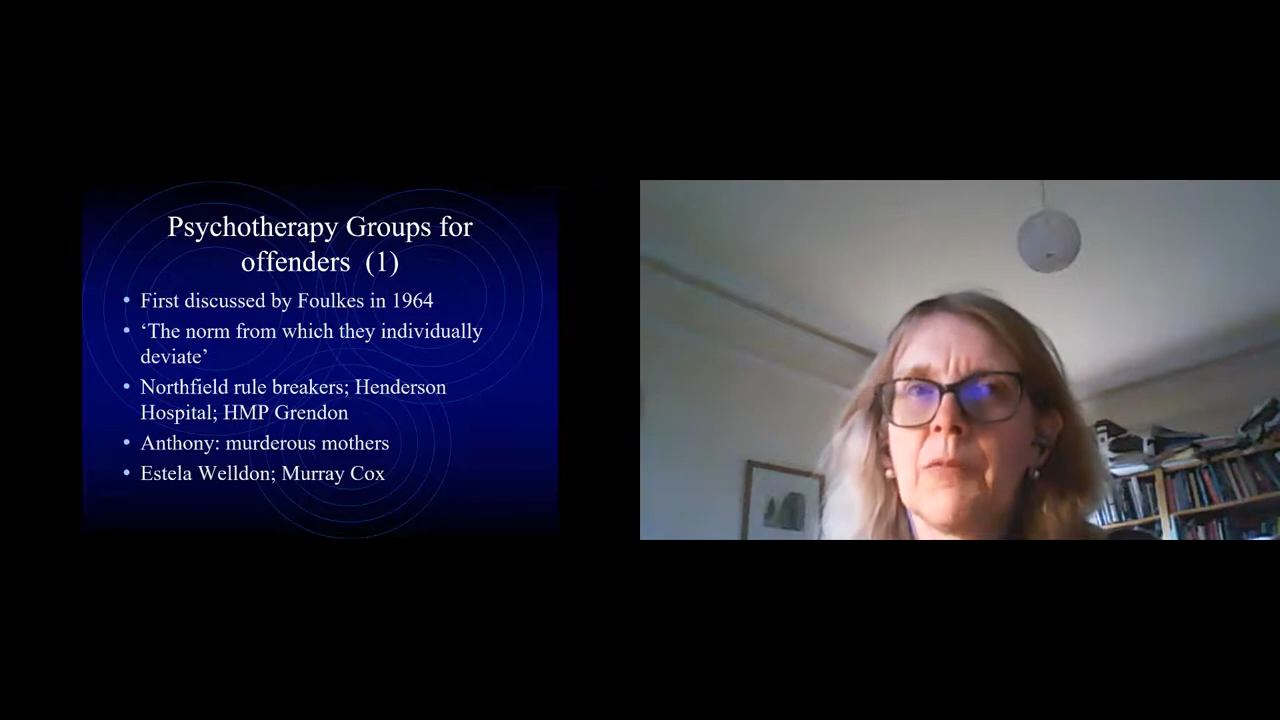 Psychotherapy Groups for
offenders (1)
• First discussed by Foulkes in 1964
• ‘The norm from which they individually
deviate’
• Northfield rule breakers; Henderson
Hospital; HMP Grendon
• Anthony: murderous mothers
• Estela Welldon; Murray Cox